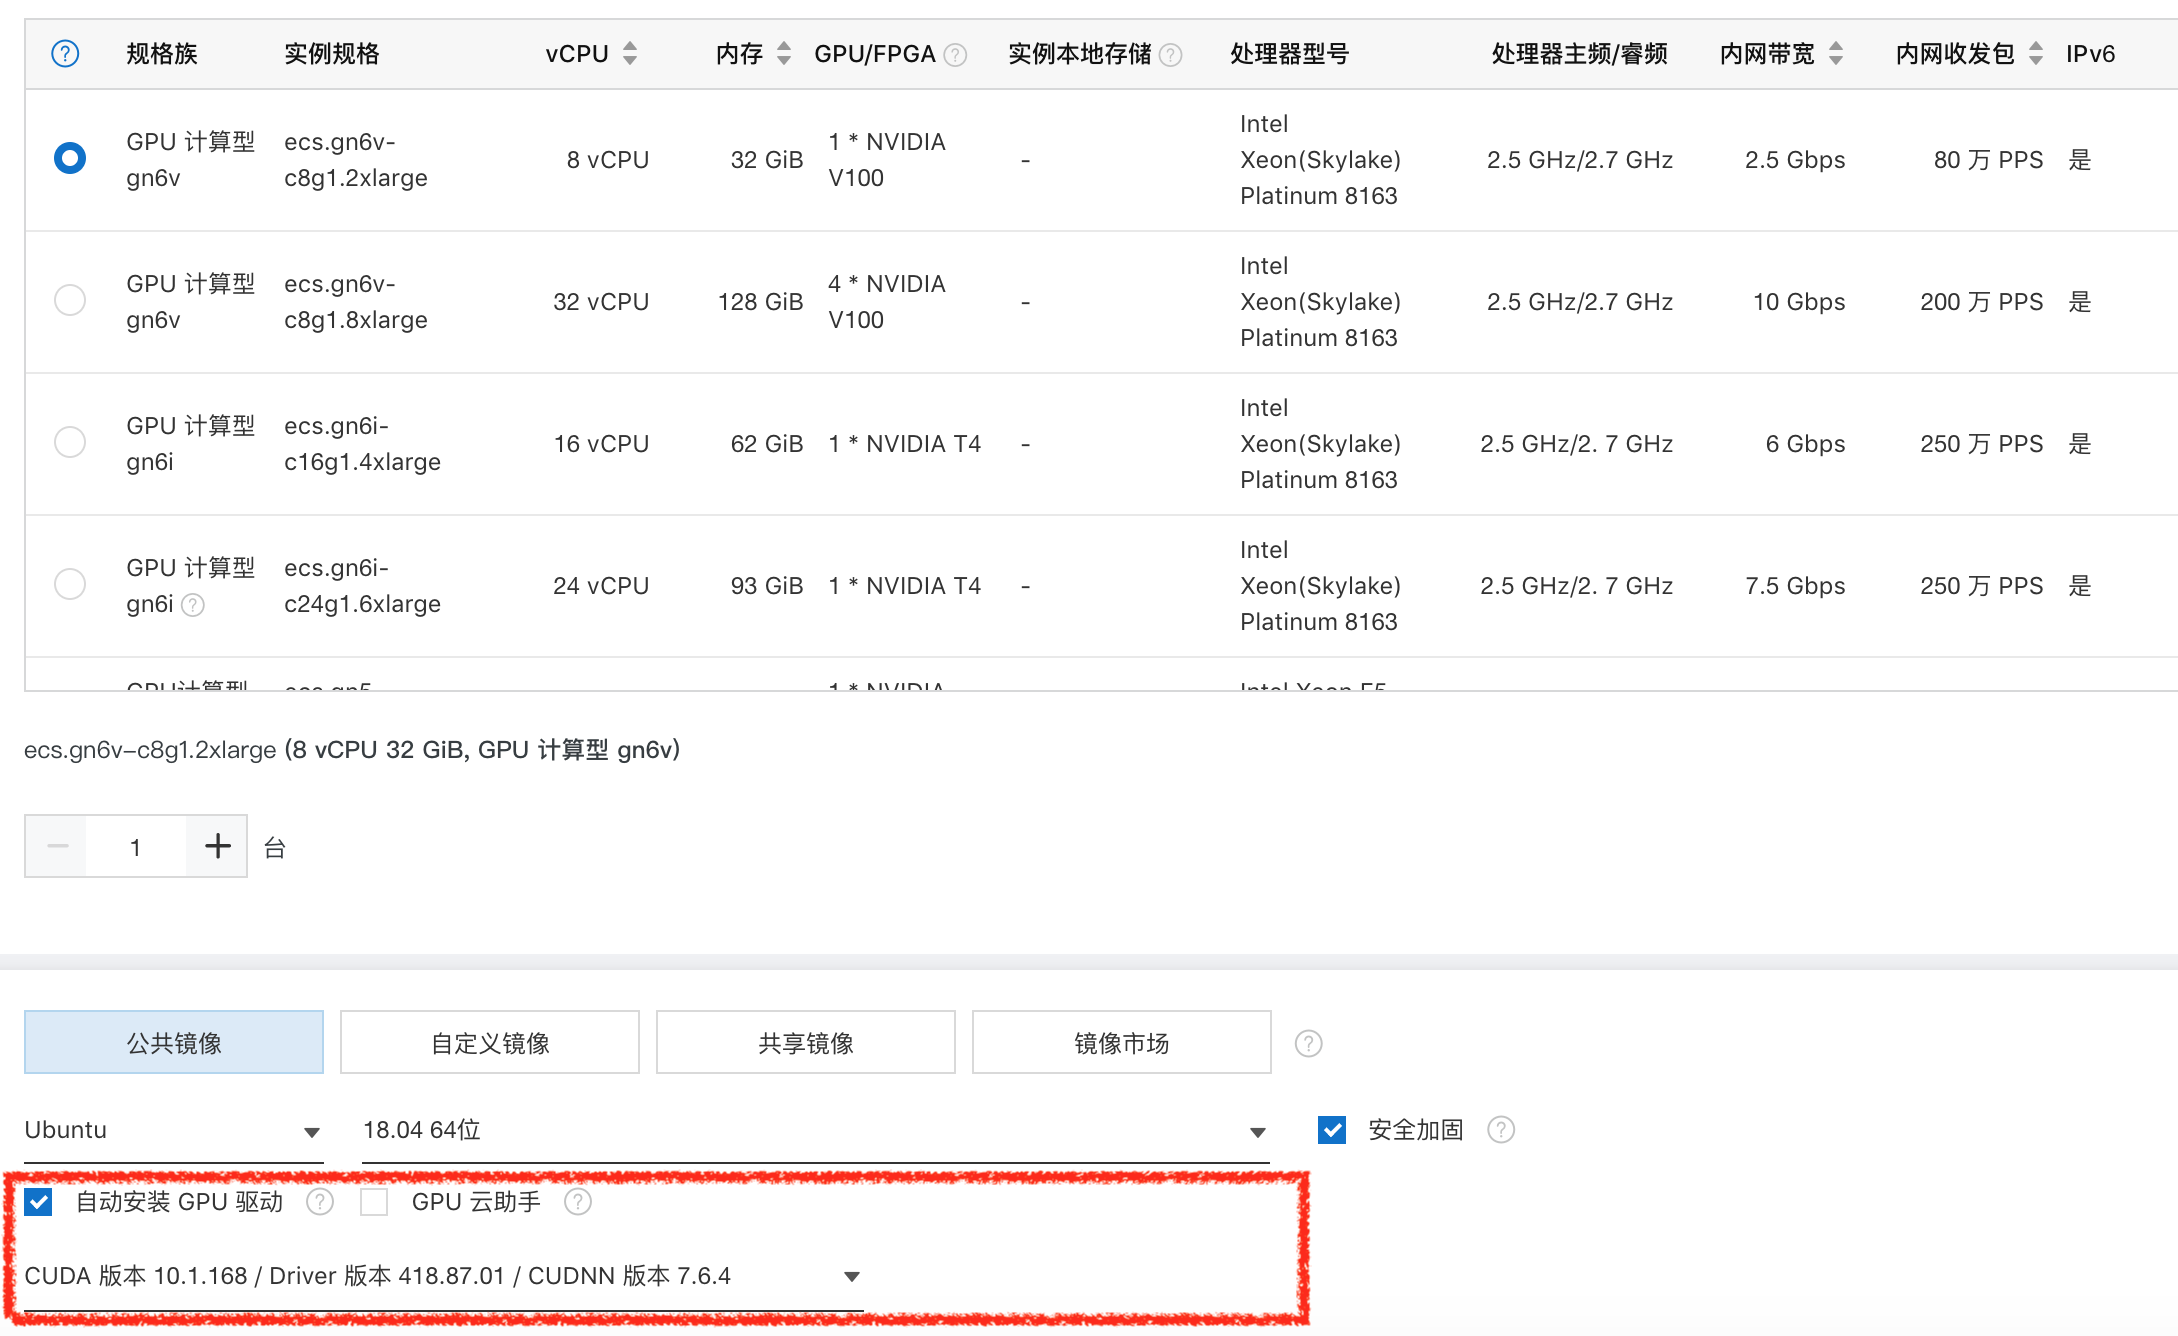 规格族 实例规格 vCPU 内存 GPU/FPGA ? 实例本地存储 ? 处理器型号 处理器主频/睿频 内网带宽 内网收发包 IPv6
GPU 计算型 gn6v ecs.gn6v-c8g1.2xlarge 8 vCPU 32 GiB 1 * NVIDIA V100 - Intel Xeon(Skylake) Platinum 8163 2.5 GHz/2.7 GHz 2.5 Gbps 80 万 PPS 是
GPU 计算型 gn6v ecs.gn6v-c8g1.8xlarge 32 vCPU 128 GiB 4 * NVIDIA V100 - Intel Xeon(Skylake) Platinum 8163 2.5 GHz/2.7 GHz 10 Gbps 200 万 PPS 是
GPU 计算型 gn6i ecs.gn6i-c16g1.4xlarge 16 vCPU 62 GiB 1 * NVIDIA T4 - Intel Xeon(Skylake) Platinum 8163 2.5 GHz/2. 7 GHz 6 Gbps 250 万 PPS 是
GPU 计算型 gn6i ? ecs.gn6i-c24g1.6xlarge 24 vCPU 93 GiB 1 * NVIDIA T4 - Intel Xeon(Skylake) Platinum 8163 2.5 GHz/2. 7 GHz 7.5 Gbps 250 万 PPS 是
GPU计算型 ecs.gn5- 1 * NVIDIA Intel Xeon E5
ecs.gn6v-c8g1.2xlarge (8 vCPU 32 GiB, GPU 计算型 gn6v)
1 台
公共镜像 自定义镜像 共享镜像 镜像市场 ?
Ubuntu 18.04 64位 安全加固 ?
自动安装 GPU 驱动 ? GPU 云助手 ?
CUDA 版本 10.1.168 / Driver 版本 418.87.01 / CUDNN 版本 7.6.4